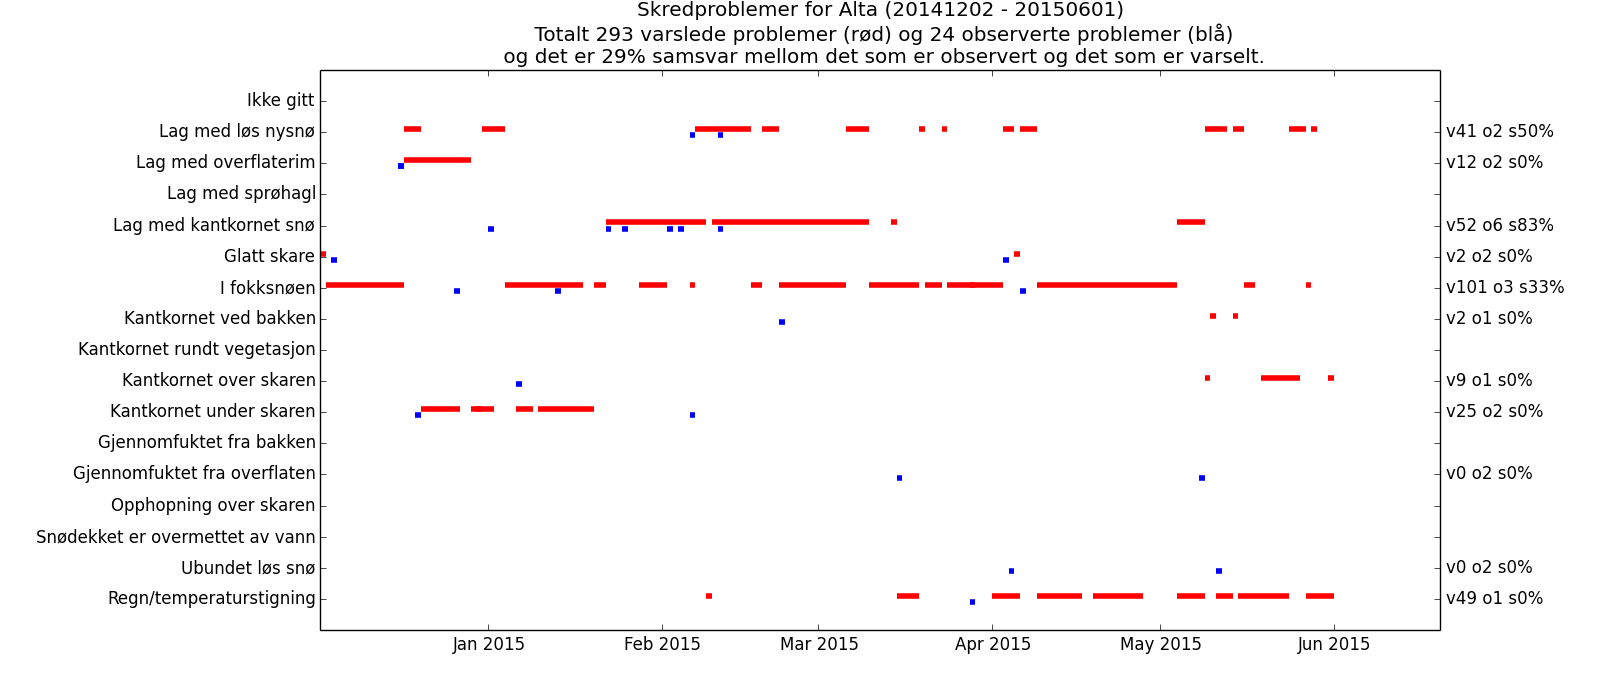 Skredproblemer for Alta (20141202 - 20150601)
Totalt 293 varslede problemer (rød) og 24 observerte problemer (blå)
og det er 29% samsvar mellom det som er observert og det som er varselt.
Ikke gitt
Lag med løs nysnø v41 o2 s50%
Lag med overflaterim v12 o2 s0%
Lag med sprøhagl
Lag med kantkornet snø v52 o6 s83%
Glatt skare v2 o2 s0%
I fokksnøen v101 o3 s33%
Kantkornet ved bakken v2 o1 s0%
Kantkornet rundt vegetasjon
Kantkornet over skaren v9 o1 s0%
Kantkornet under skaren v25 o2 s0%
Gjennomfuktet fra bakken
Gjennomfuktet fra overflaten v0 o2 s0%
Opphopning over skaren
Snødekket er overmettet av vann
Ubundet løs snø v0 o2 s0%
Regn/temperaturstigning v49 o1 s0%
Jan 2015 Feb 2015 Mar 2015 Apr 2015 May 2015 Jun 2015